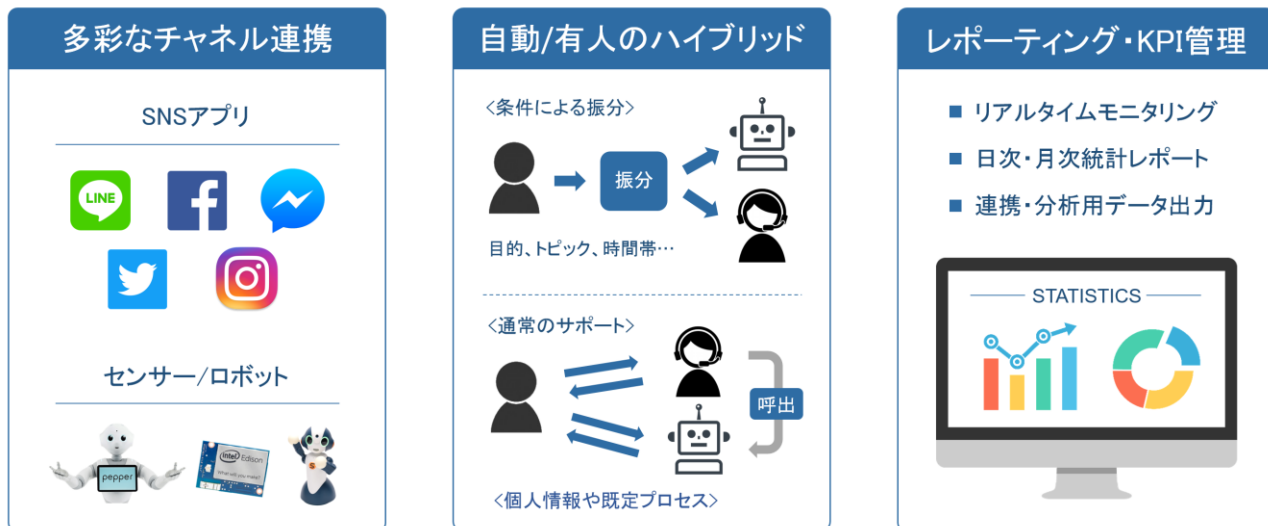 多彩なチャネル連携
SNSアプリ
LINE
センサー/ロボット
pepper
intel Edison
What will you make?
自動/有人のハイブリッド
<条件による振分>
振分
目的、トピック、時間帯…
<通常のサポート>
呼出
<個人情報や既定プロセス>
レポーティング・KPI管理
■ リアルタイムモニタリング
■ 日次・月次統計レポート
■ 連携・分析用データ出力
STATISTICS